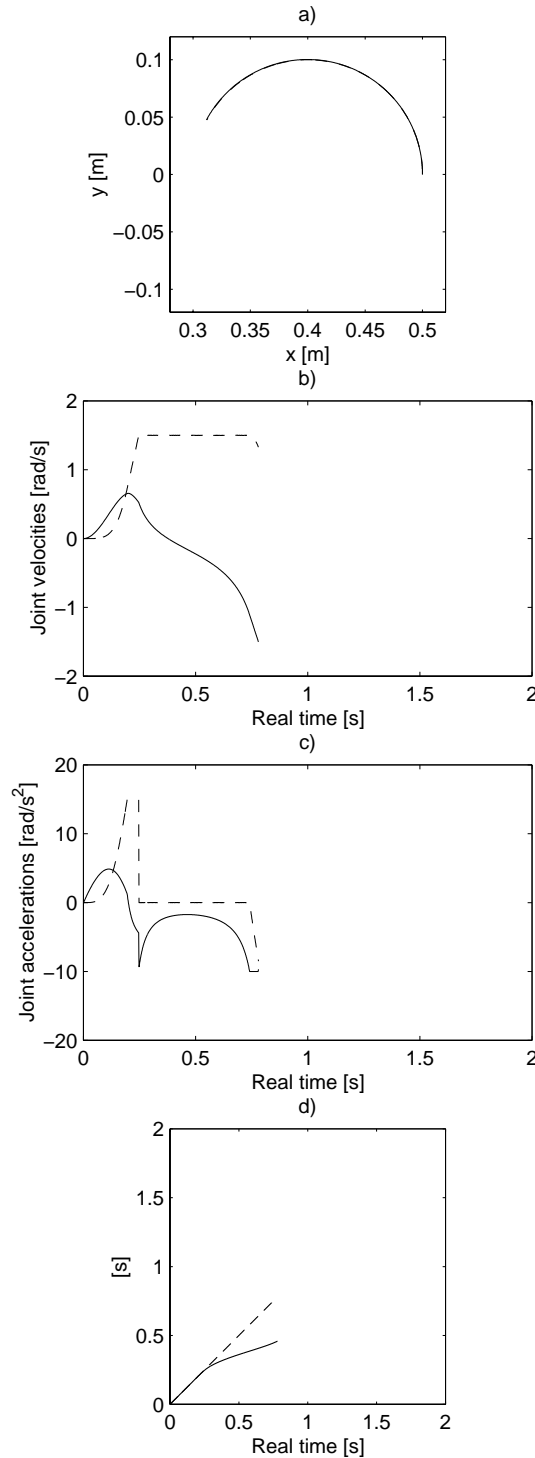 a)
0.1
0.05
0
−0.05
−0.1
y [m]
0.3 0.35 0.4 0.45 0.5
x [m]
b)
2
1
0
−1
−2
Joint velocities [rad/s]
0 0.5 1 1.5 2
Real time [s]
c)
20
10
0
−10
−20
Joint accelerations [rad/s²]
0 0.5 1 1.5 2
Real time [s]
d)
2
1.5
1
0.5
0
[s]
0 0.5 1 1.5 2
Real time [s]